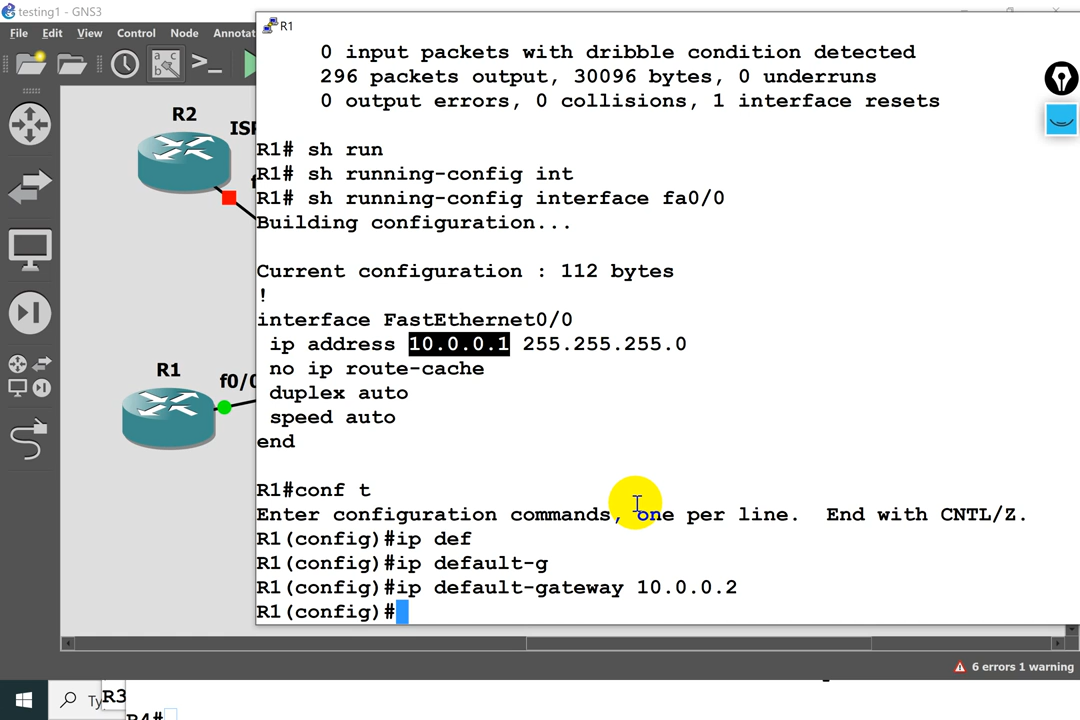 testing1 - GNS3
File Edit View Control Node Annotat
R1
0 input packets with dribble condition detected
296 packets output, 30096 bytes, 0 underruns
0 output errors, 0 collisions, 1 interface resets
R1# sh run
R1# sh running-config int
R1# sh running-config interface fa0/0
Building configuration...
Current configuration : 112 bytes
!
interface FastEthernet0/0
ip address 10.0.0.1 255.255.255.0
no ip route-cache
duplex auto
speed auto
end
R1#conf t
Enter configuration commands, one per line.  End with CNTL/Z.
R1(config)#ip def
R1(config)#ip default-g
R1(config)#ip default-gateway 10.0.0.2
R1(config)#
R2
ISP
f
R1
f0/0
abc
6 errors 1 warning
Ty
R3
R4#